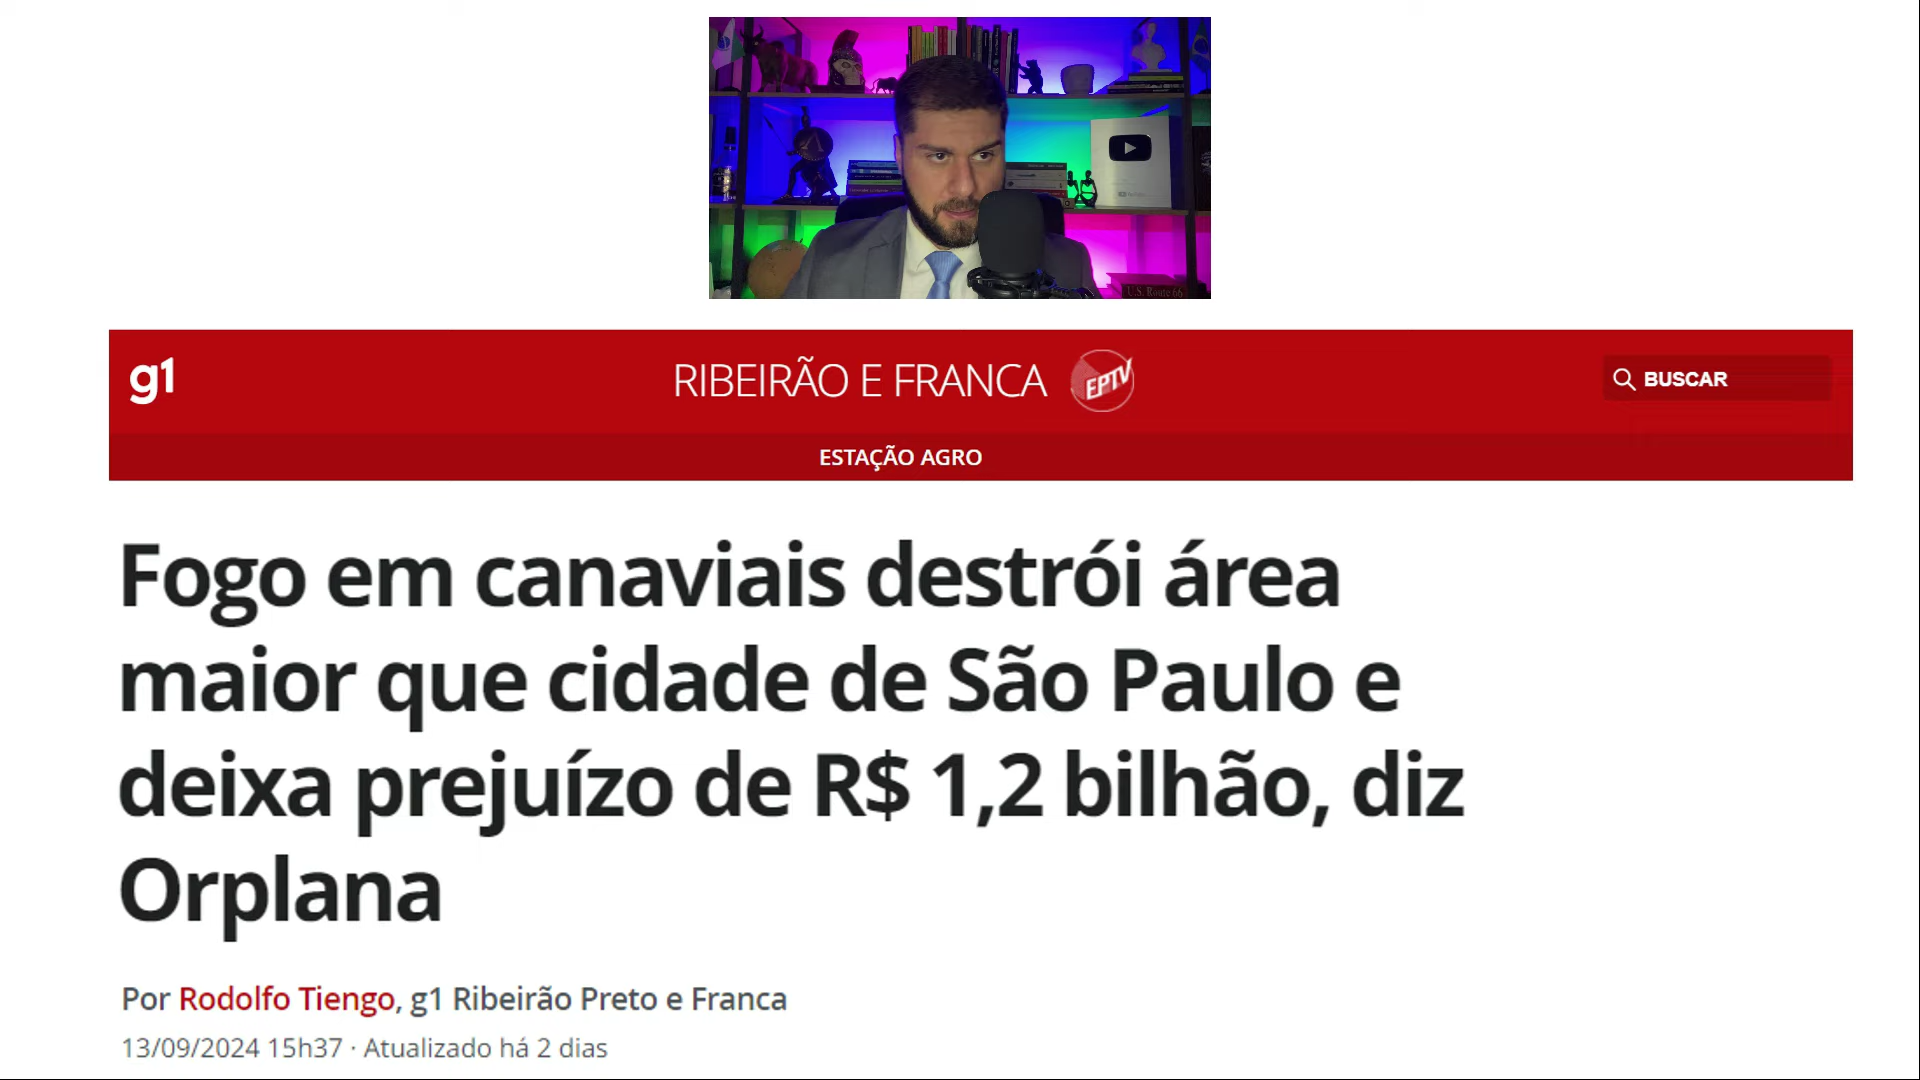 U.S. Route 66
g1
RIBEIRÃO E FRANCA
EPTV
BUSCAR
ESTAÇÃO AGRO
Fogo em canaviais destrói área
maior que cidade de São Paulo e
deixa prejuízo de R$ 1,2 bilhão, diz
Orplana
Por Rodolfo Tiengo, g1 Ribeirão Preto e Franca
13/09/2024 15h37 · Atualizado há 2 dias